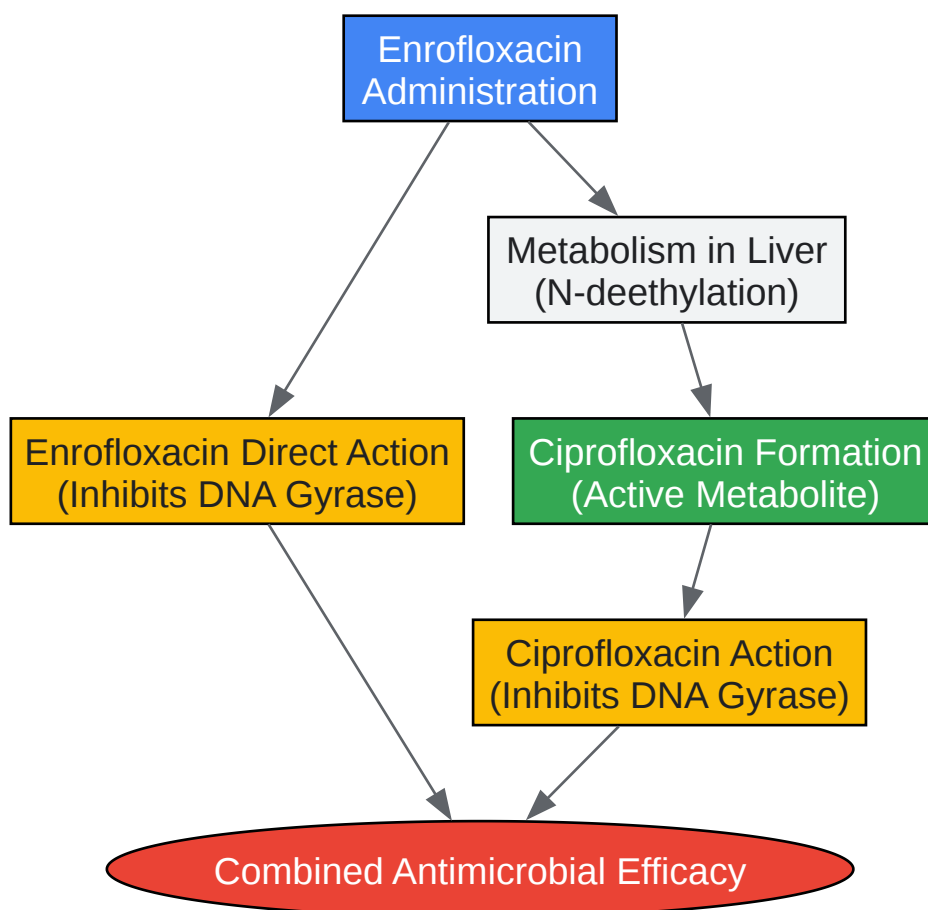 Enrofloxacin
Administration
Metabolism in Liver
(N-deethylation)
Enrofloxacin Direct Action
(Inhibits DNA Gyrase)
Ciprofloxacin Formation
(Active Metabolite)
Ciprofloxacin Action
(Inhibits DNA Gyrase)
Combined Antimicrobial Efficacy